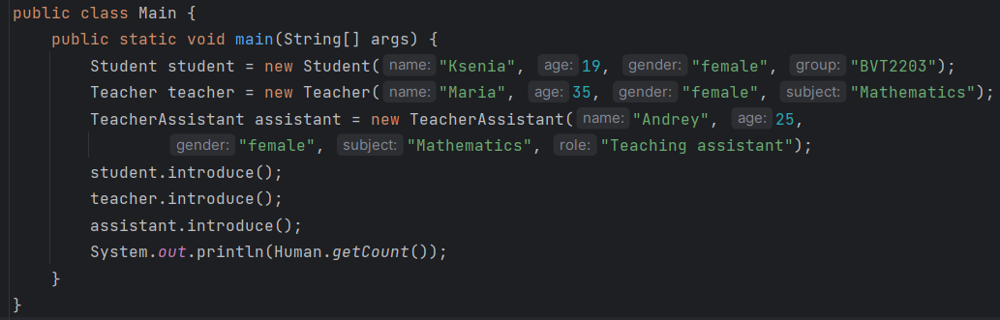 public class Main {
public static void main(String[] args) {
Student student = new Student( name: "Ksenia", age: 19, gender: "female", group: "BVT2203");
Teacher teacher = new Teacher( name: "Maria", age: 35, gender: "female", subject: "Mathematics");
TeacherAssistant assistant = new TeacherAssistant( name: "Andrey", age: 25,
gender: "female", subject: "Mathematics", role: "Teaching assistant");
student.introduce();
teacher.introduce();
assistant.introduce();
System.out.println(Human.getCount());
}
}